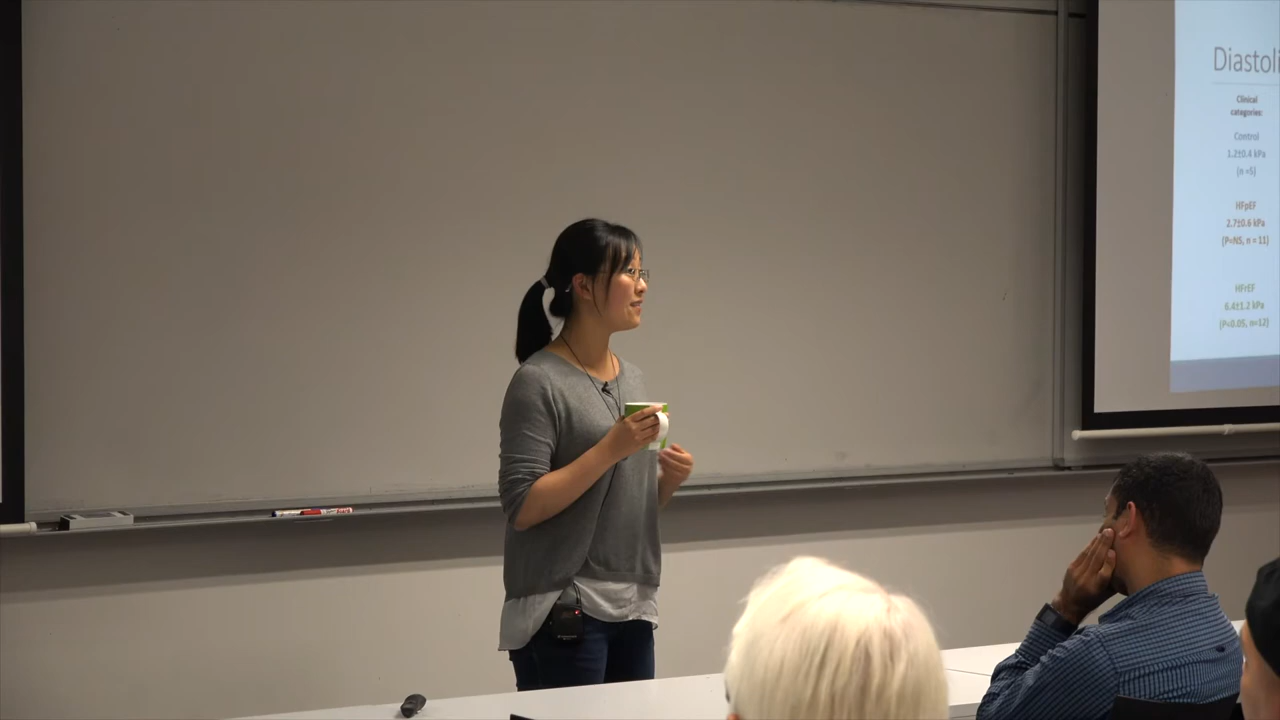 Diastoli
Clinical
categories:
Control
1.2±0.4 kPa
(n =5)
HFpEF
2.7±0.6 kPa
(P=NS, n = 11)
HFrEF
6.4±1.2 kPa
(P<0.05, n=12)